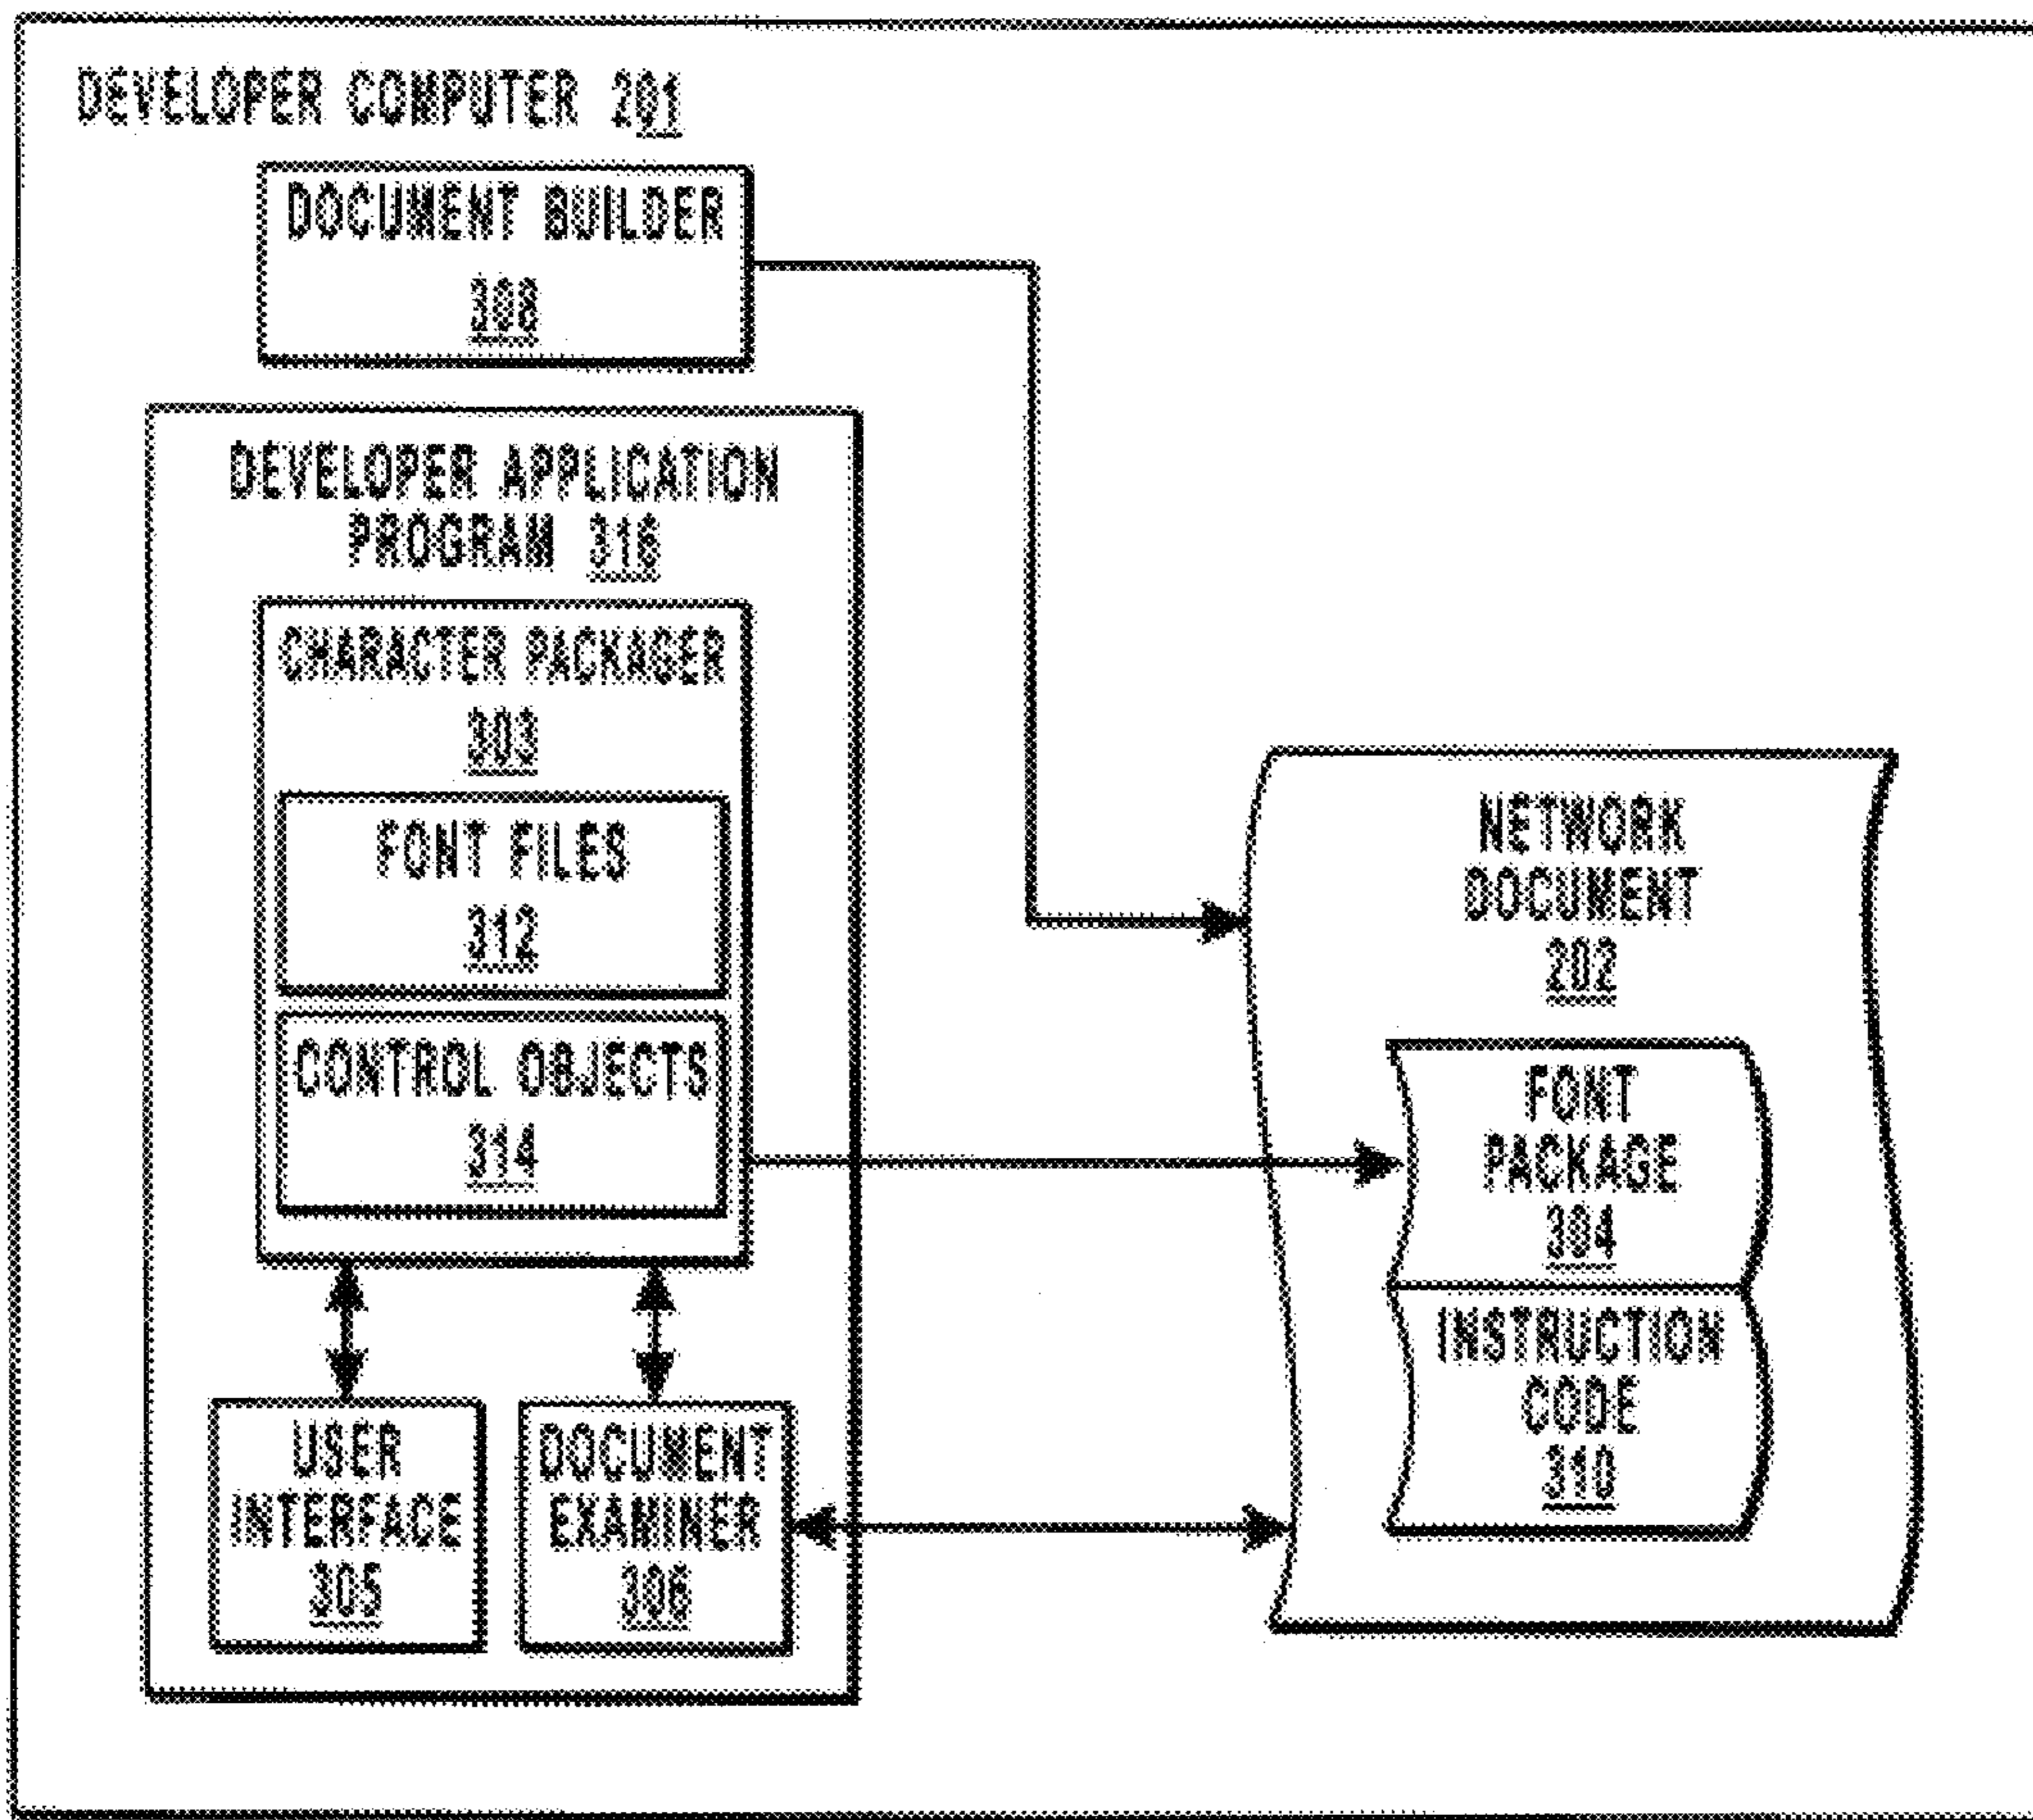 DEVELOPER COMPUTER 201
DOCUMENT BUILDER
308
DEVELOPER APPLICATION
PROGRAM 316
CHARACTER PACKAGER
303
FONT FILES
312
CONTROL OBJECTS
314
USER
INTERFACE
305
DOCUMENT
EXAMINER
306
NETWORK
DOCUMENT
202
FONT
PACKAGE
304
INSTRUCTION
CODE
310